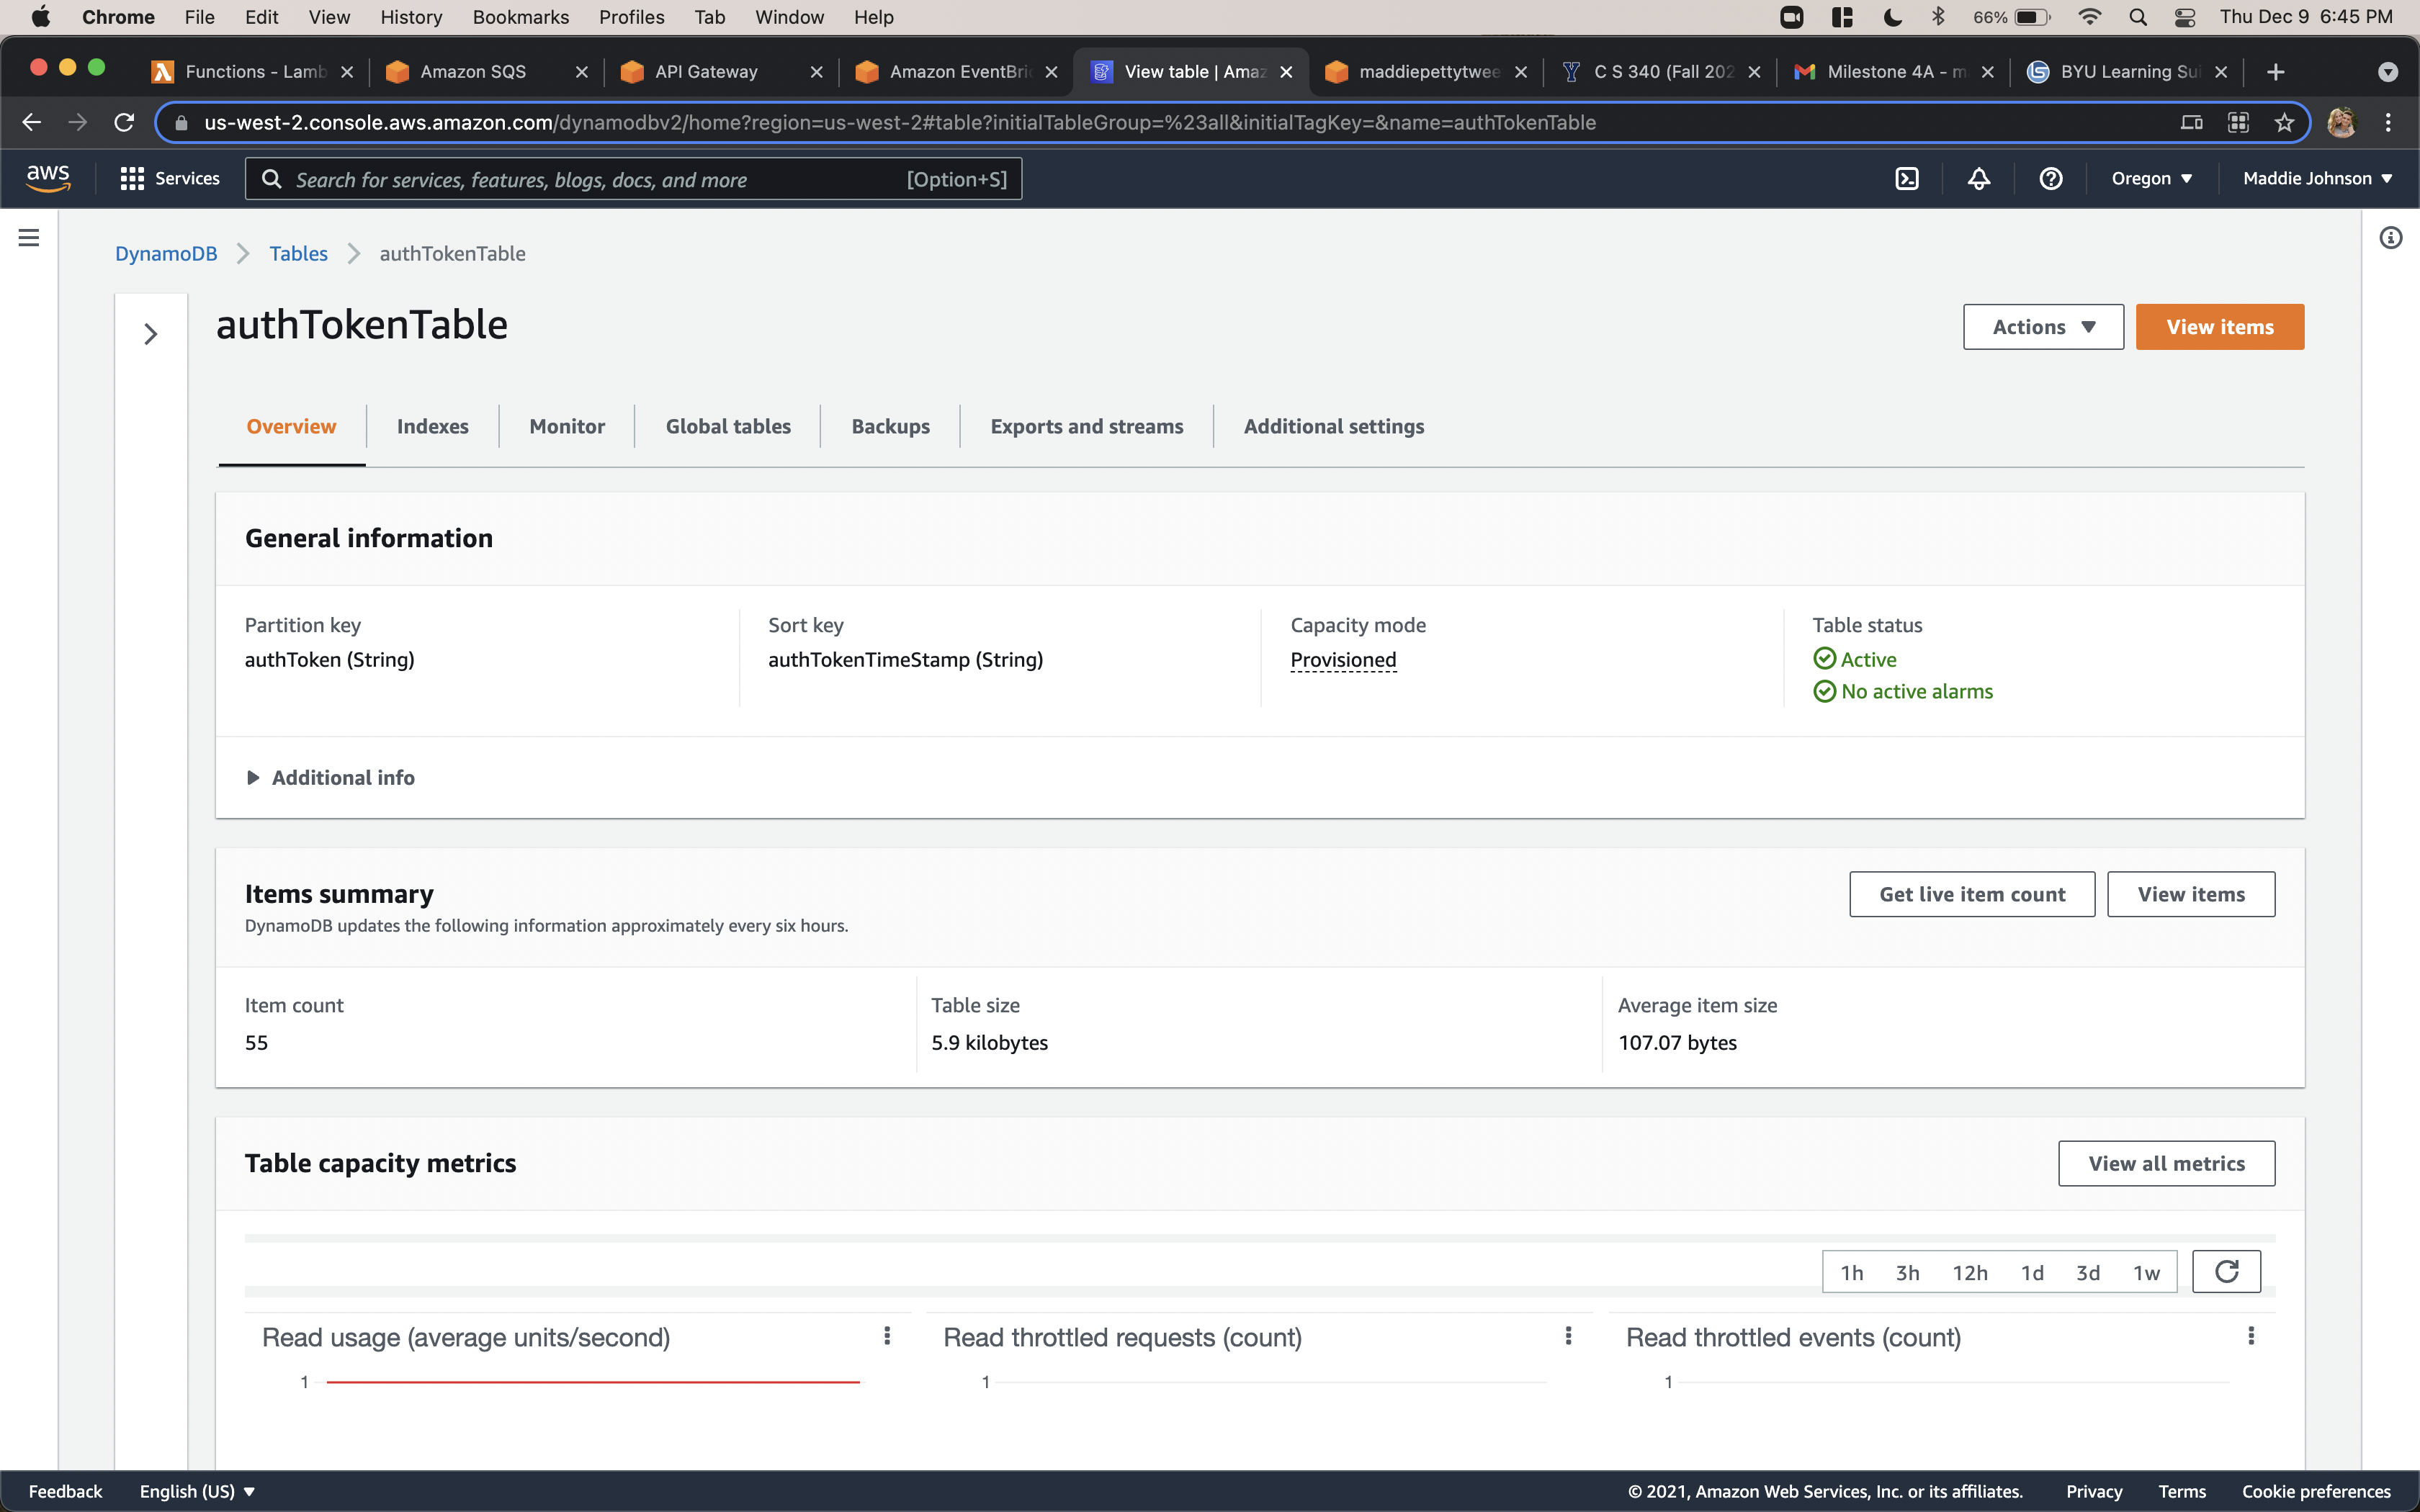 Chrome File Edit View History Bookmarks Profiles Tab Window Help 66% Thu Dec 9 6:45 PM
Functions - Lamb Amazon SQS API Gateway Amazon EventBri View table | Amaz maddiepettytwee C S 340 (Fall 202 Milestone 4A - m BYU Learning Sui
us-west-2.console.aws.amazon.com/dynamodbv2/home?region=us-west-2#table?initialTableGroup=%23all&initialTagKey=&name=authTokenTable
aws Services Search for services, features, blogs, docs, and more [Option+S] Oregon Maddie Johnson
DynamoDB Tables authTokenTable
authTokenTable Actions View items
Overview Indexes Monitor Global tables Backups Exports and streams Additional settings
General information
Partition key Sort key Capacity mode Table status
authToken (String) authTokenTimeStamp (String) Provisioned Active
No active alarms
Additional info
Items summary Get live item count View items
DynamoDB updates the following information approximately every six hours.
Item count Table size Average item size
55 5.9 kilobytes 107.07 bytes
Table capacity metrics View all metrics
1h 3h 12h 1d 3d 1w
Read usage (average units/second) Read throttled requests (count) Read throttled events (count)
1 1 1
Feedback English (US) © 2021, Amazon Web Services, Inc. or its affiliates. Privacy Terms Cookie preferences